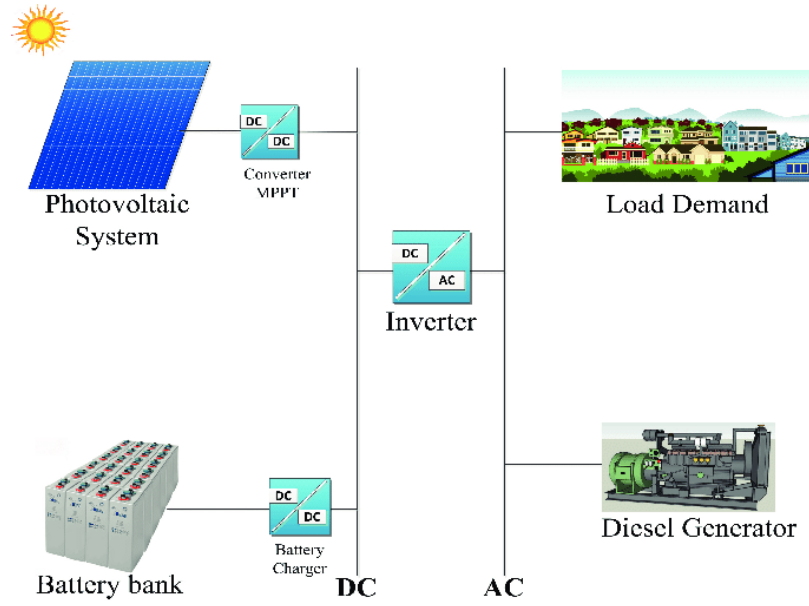 DC
DC
Converter
MPPT
Photovoltaic
System
Load Demand
DC
AC
Inverter
DC
DC
Battery
Charger
Battery bank
DC
AC
Diesel Generator